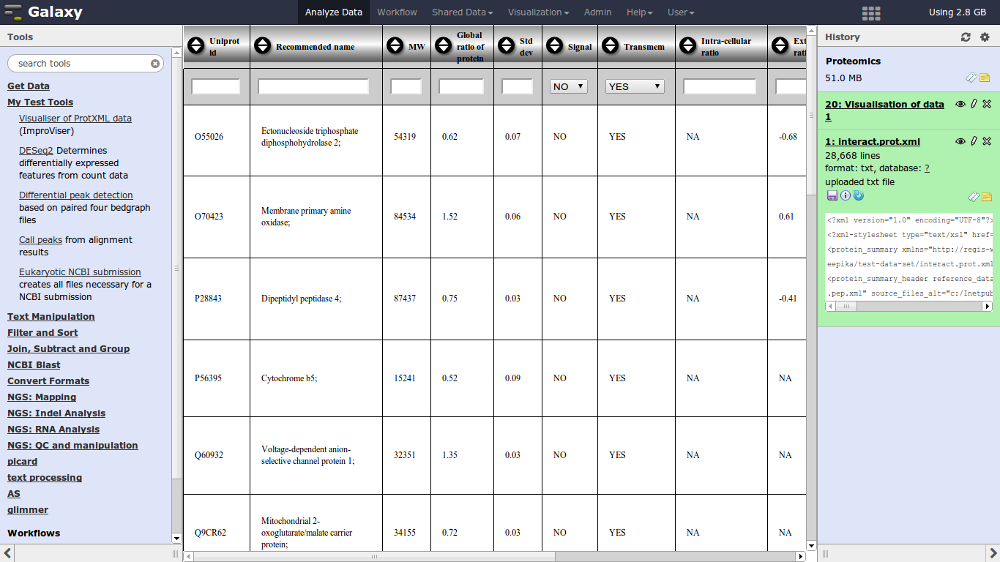 Galaxy
Analyze Data Workflow Shared Data Visualization Admin Help User
Using 2.8 GB
Tools
search tools
Get Data
My Test Tools
Visualiser of ProtXML data
(ImproViser)
DESeq2 Determines
differentially expressed
features from count data
Differential peak detection
based on paired four bedgraph
files
Call peaks from alignment
results
Eukaryotic NCBI submission
creates all files necessary for a
NCBI submission
Text Manipulation
Filter and Sort
Join, Subtract and Group
NCBI Blast
Convert Formats
NGS: Mapping
NGS: Indel Analysis
NGS: RNA Analysis
NGS: QC and manipulation
picard
text processing
AS
glimmer
Workflows
Uniprot
id
Recommended name
MW
Global
ratio of
protein
Std
dev
Signal
Transmem
Intra-cellular
ratio
Ext
rati
NO YES
O55026 Ectonucleoside triphosphate
diphosphohydrolase 2; 54319 0.62 0.07 NO YES NA -0.68
O70423 Membrane primary amine
oxidase; 84534 1.52 0.06 NO YES NA 0.61
P28843 Dipeptidyl peptidase 4; 87437 0.75 0.03 NO YES NA -0.41
P56395 Cytochrome b5; 15241 0.52 0.09 NO YES NA NA
Q60932 Voltage-dependent anion-
selective channel protein 1; 32351 1.35 0.03 NO YES NA NA
Q9CR62 Mitochondrial 2-
oxoglutarate/malate carrier
protein; 34155 0.72 0.03 NO YES NA NA
History
Proteomics
51.0 MB
20: Visualisation of data
1
1: interact.prot.xml
28,668 lines
format: txt, database: ?
uploaded txt file
<?xml version="1.0" encoding="UTF-8"?>
<?xml-stylesheet type="text/xsl" href=
<protein_summary xmlns="http://regis-w
eepika/test-data-set/interact.prot.xml
<protein_summary_header reference_data
.pep.xml" source_files_alt="c:/Inetpub